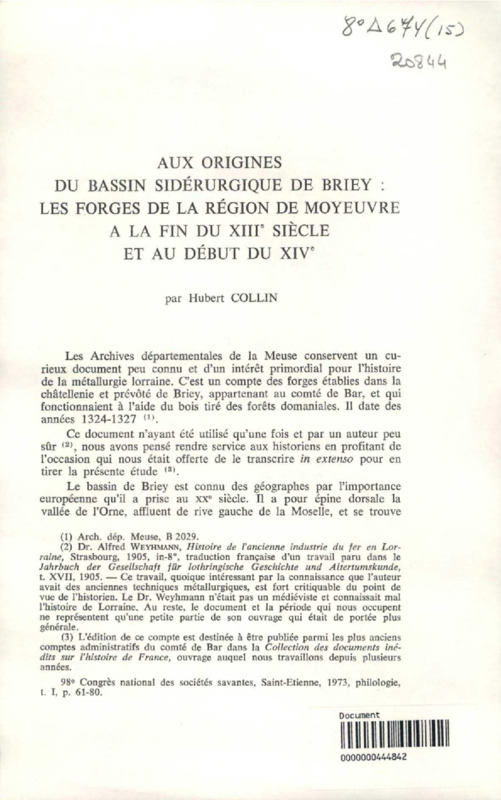 8° Δ 674 (15)
20844
AUX ORIGINES
DU BASSIN SIDÉRURGIQUE DE BRIEY :
LES FORGES DE LA RÉGION DE MOYEUVRE
A LA FIN DU XIIIe SIÈCLE
ET AU DÉBUT DU XIVe
par Hubert COLLIN
Les Archives départementales de la Meuse conservent un cu-
rieux document peu connu et d'un intérêt primordial pour l'histoire
de la métallurgie lorraine. C'est un compte des forges établies dans la
châtellenie et prévôté de Briey, appartenant au comté de Bar, et qui
fonctionnaient à l'aide du bois tiré des forêts domaniales. Il date des
années 1324-1327 (1).
Ce document n'ayant été utilisé qu'une fois et par un auteur peu
sûr (2), nous avons pensé rendre service aux historiens en profitant de
l'occasion qui nous était offerte de le transcrire in extenso pour en
tirer la présente étude (3).
Le bassin de Briey est connu des géographes par l'importance
européenne qu'il a prise au XXe siècle. Il a pour épine dorsale la
vallée de l'Orne, affluent de rive gauche de la Moselle, et se trouve
(1) Arch. dép. Meuse, B 2029.
(2) Dr. Alfred WEYHMANN, Histoire de l'ancienne industrie du fer en Lor-
raine, Strasbourg, 1905, in-8°, traduction française d'un travail paru dans le
Jahrbuch der Gesellschaft für lothringische Geschichte und Altertumskunde,
t. XVII, 1905. — Ce travail, quoique intéressant par la connaissance que l'auteur
avait des anciennes techniques métallurgiques, est fort critiquable du point de
vue de l'historien. Le Dr. Weyhmann n'était pas un médiéviste et connaissait mal
l'histoire de Lorraine. Au reste, le document et la période qui nous occupent
ne représentent qu'une petite partie de son ouvrage qui était de portée plus
générale.
(3) L'édition de ce compte est destinée à être publiée parmi les plus anciens
comptes administratifs du comté de Bar dans la Collection des documents iné-
dits sur l'histoire de France, ouvrage auquel nous travaillons depuis plusieurs
années.
98e Congrès national des sociétés savantes, Saint-Etienne, 1973, philologie,
t. I, p. 61-80.
Document
0000000444842